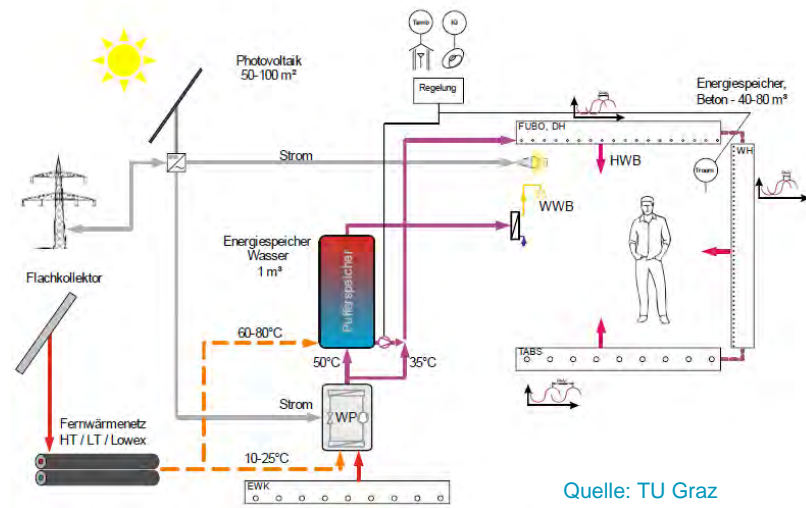 Photovoltaik
50-100 m²
Tamb
Regelung
Energiespeicher,
Beton - 40-80 m³
FUBO, DH
Strom
HWB
WH
Traum
WWB
Energiespeicher
Wasser
1 m³
Pufferspeicher
Flachkollektor
60-80°C
50°C
35°C
TABS
Strom
WP
Fernwärmenetz
HT / LT / Lowex
10-25°C
EWK
Quelle: TU Graz